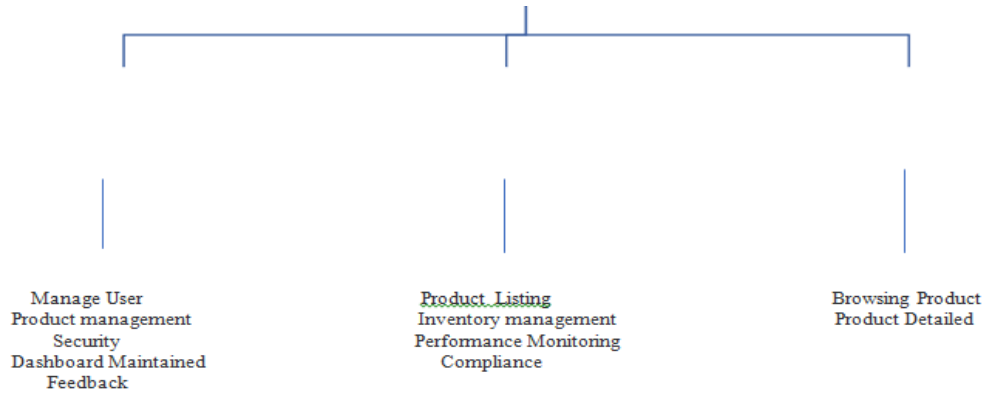 Manage User
Product management
Security
Dashboard Maintained
Feedback
Product Listing
Inventory management
Performance Monitoring
Compliance
Browsing Product
Product Detailed